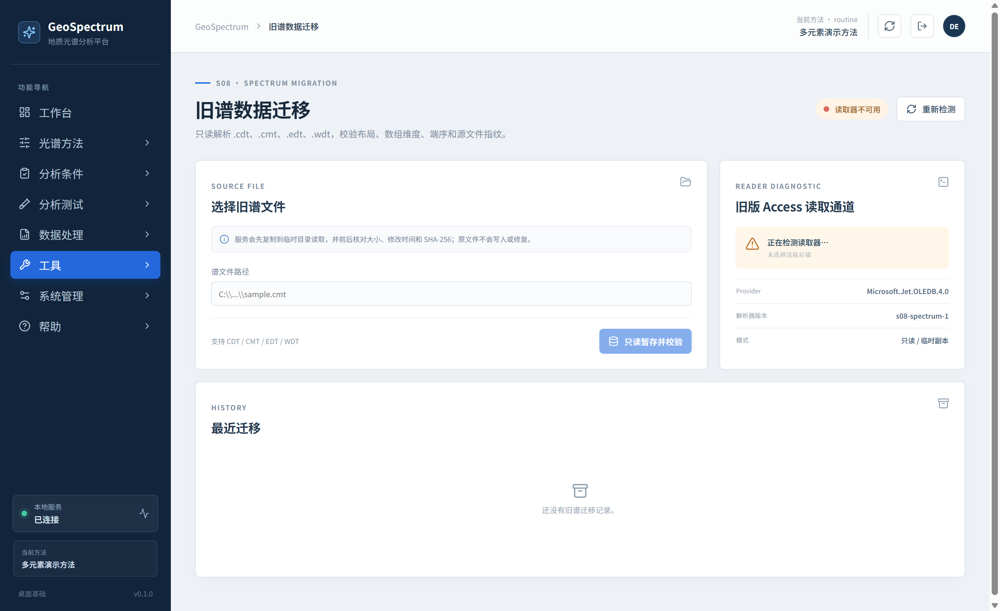 GeoSpectrum
地质光谱分析平台
功能导航
工作台
光谱方法
分析条件
分析测试
数据处理
工具
系统管理
帮助
本地服务
已连接
当前方法
多元素演示方法
桌面基础
v0.1.0
GeoSpectrum > 旧谱数据迁移
当前方法 • routine
多元素演示方法
DE
S08 • SPECTRUM MIGRATION
旧谱数据迁移
只读解析 .cdt、.cmt、.edt、.wdt，校验布局、数组维度、端序和源文件指纹。
读取器不可用
重新检测
SOURCE FILE
选择旧谱文件
服务会先复制到临时目录读取，并前后核对大小、修改时间和 SHA-256；原文件不会写入或修复。
谱文件路径
C:\\...\\sample.cmt
支持 CDT / CMT / EDT / WDT
只读暂存并校验
READER DIAGNOSTIC
旧版 Access 读取通道
正在检测读取器…
未选择读取后端
Provider
Microsoft.Jet.OLEDB.4.0
解析器版本
s08-spectrum-1
模式
只读 / 临时副本
HISTORY
最近迁移
还没有旧谱迁移记录。